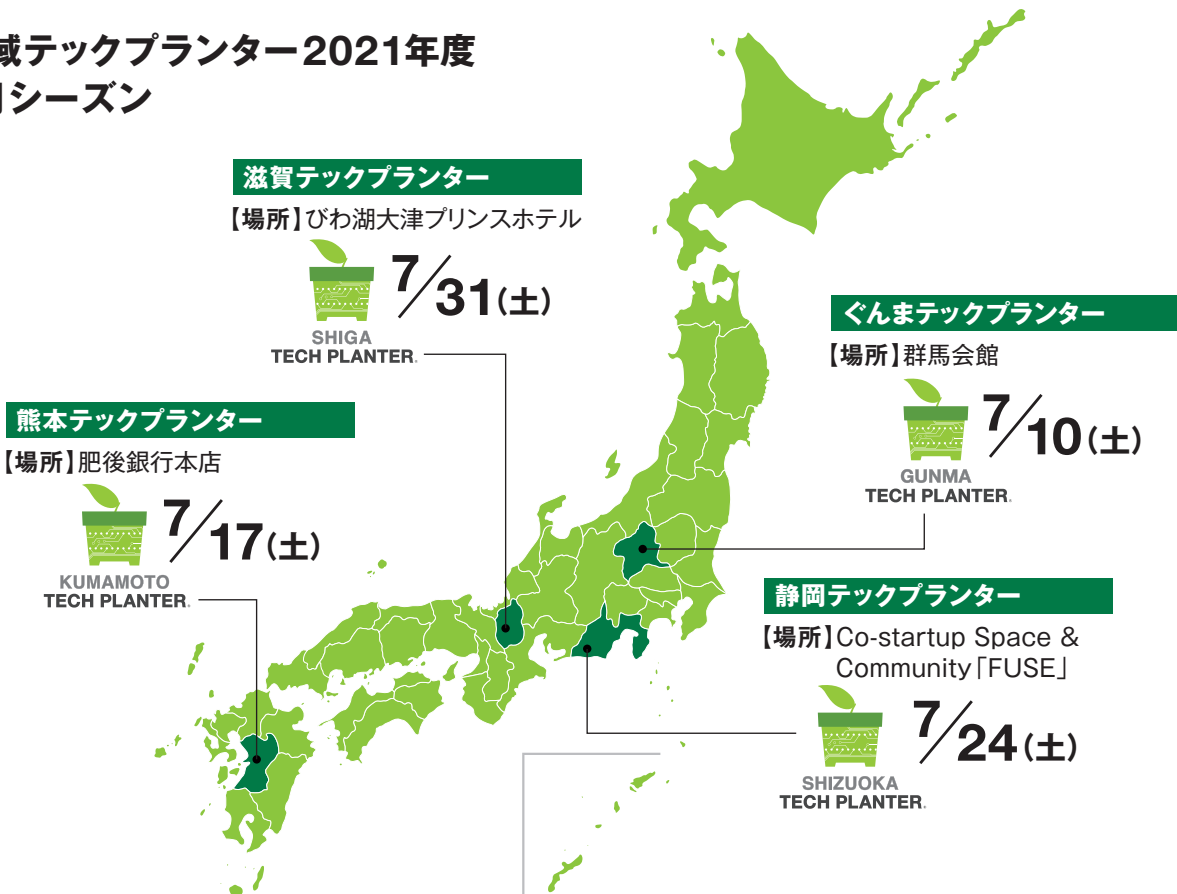 域テックプランター2021年度
シーズン
滋賀テックプランター
【場所】びわ湖大津プリンスホテル
7/31(土)
SHIGA
TECH PLANTER.
ぐんまテックプランター
【場所】群馬会館
7/10(土)
GUNMA
TECH PLANTER.
熊本テックプランター
【場所】肥後銀行本店
7/17(土)
KUMAMOTO
TECH PLANTER.
静岡テックプランター
【場所】Co-startup Space &
Community「FUSE」
7/24(土)
SHIZUOKA
TECH PLANTER.